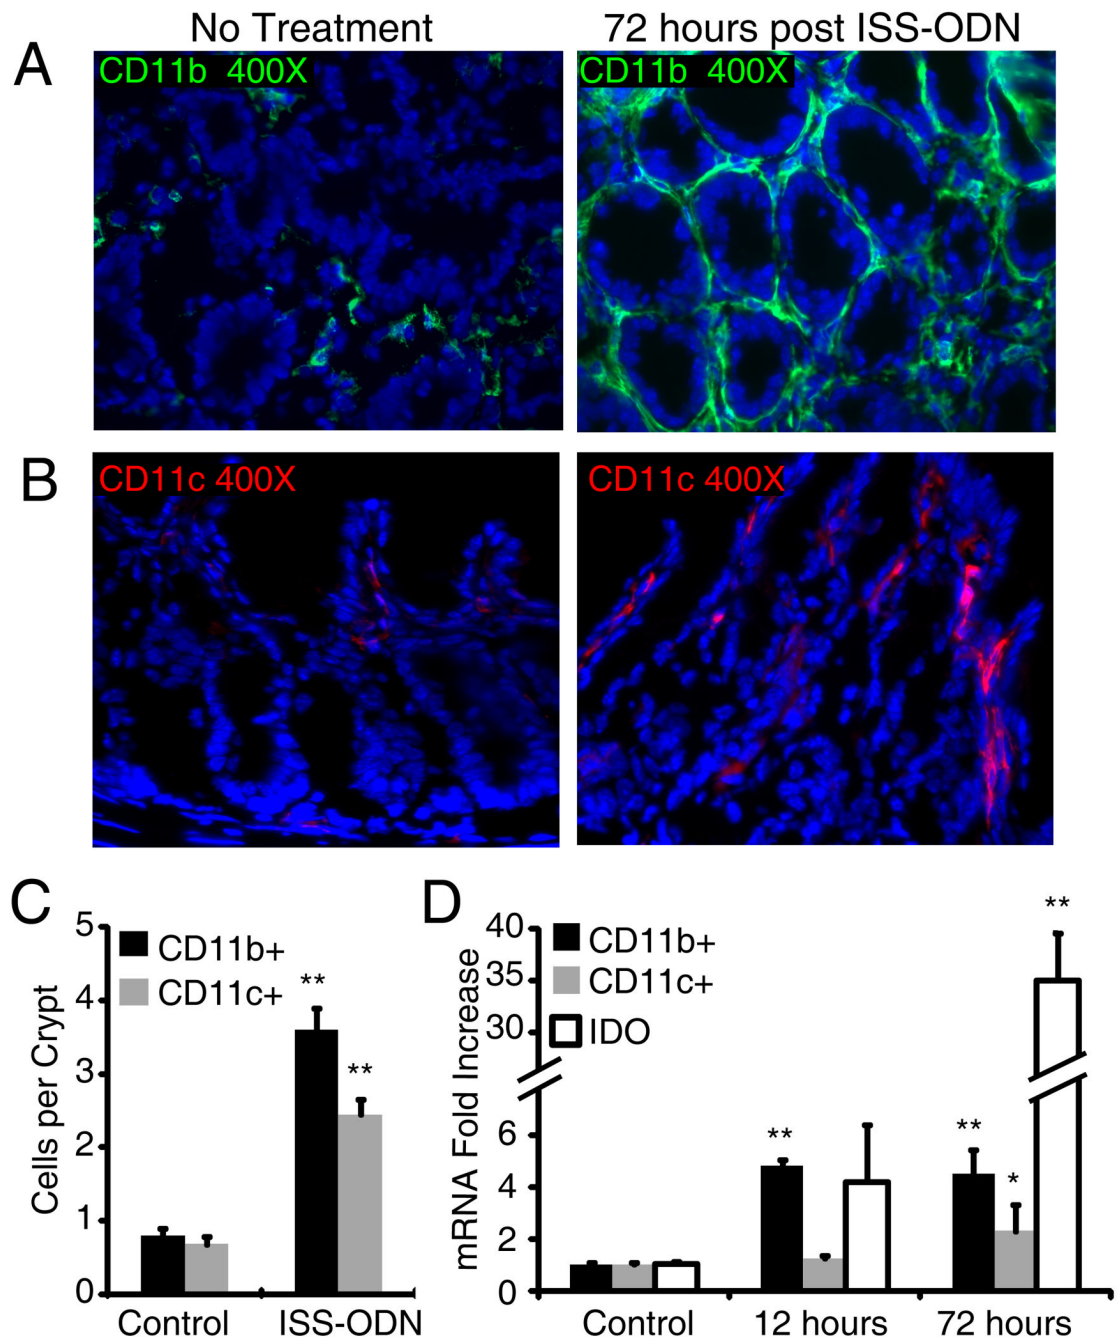 No Treatment
72 hours post ISS-ODN
A
CD11b 400X
CD11b 400X
B
CD11c 400X
CD11c 400X
C
Cells per Crypt
5
4
3
2
1
0
CD11b+
CD11c+
**
**
Control
ISS-ODN
D
mRNA Fold Increase
40
35
30
6
4
2
0
CD11b+
CD11c+
IDO
**
**
*
**
Control
12 hours
72 hours